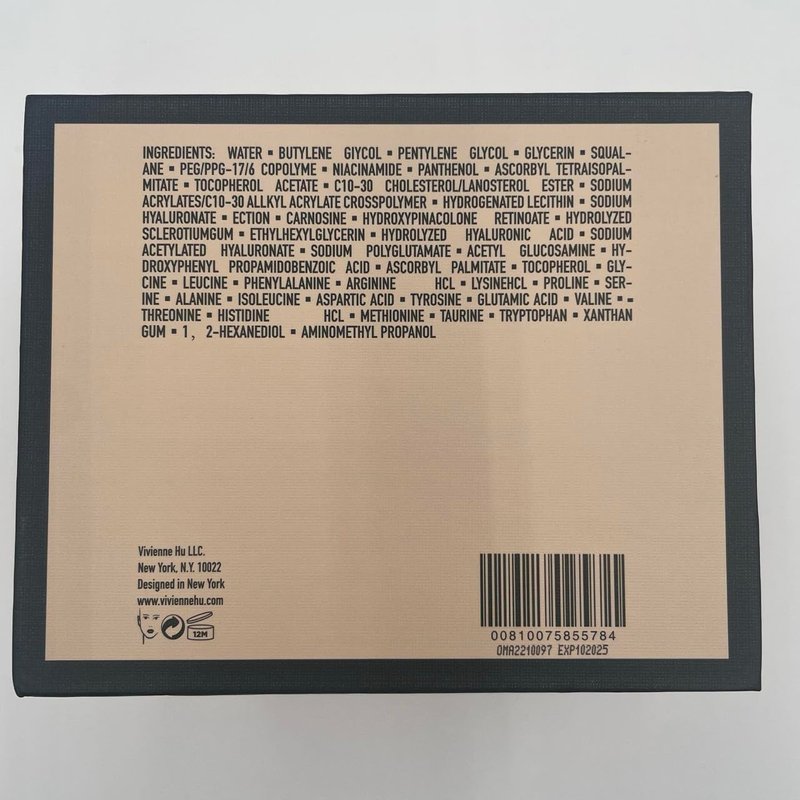 INGREDIENTS: WATER ▪ BUTYLENE GIYCOL ▪ PENTYLENE GLYCOL ▪ GLYCERIN ▪ SQUAL-
ANE ▪ PEG/PPG-17/6 COPOLYME ▪ NIACINAMIDE ▪ PANTHENOL ▪ ASCORBYL TETRAISOPAL-
MITATE ▪ TOCOPHEROL ACETATE ▪ C10-30 CHOLESTEROL/LANOSTEROL ESTER ▪ SODIUM
ACRYLATES/C10-30 ALLKYL ACRYLATE CROSSPOLYMER ▪ HYDROGENATED LECITHIN ▪ SODIUM
HYALURONATE ▪ ECTION ▪ CARNOSINE ▪ HYDROXYPINACOLONE RETINOATE ▪ HYDROLYZED
SCLEROTIUMGUM ▪ ETHYLHEXYLGLYCERIN ▪ HYDROLYZED HYALURONIC ACID ▪ SODIUM
ACETYLATED HYALURONATE ▪ SODIUM POLYGLUTAMATE ▪ ACETYL GLUCOSAMINE ▪ HY-
DROXYPHENYL PROPAMIDOBENZOIC ACID ▪ ASCORBYL PALMITATE ▪ TOCOPHEROL ▪ GLY-
CINE ▪ LEUCINE ▪ PHENYLALANINE ▪ ARGININE HCL ▪ LYSINEHCL ▪ PROLINE ▪ SER-
INE ▪ ALANINE ▪ ISOLEUCINE ▪ ASPARTIC ACID ▪ TYROSINE ▪ GLUTAMIC ACID ▪ VALINE ▪ -
THREONINE ▪ HISTIDINE HCL ▪ METHIONINE ▪ TAURINE ▪ TRYPTOPHAN ▪ XANTHAN
GUM ▪ 1, 2-HEXANEDIOL ▪ AMINOMETHYL PROPANOL
Vivienne Hu LLC.
New York, N.Y. 10022
Designed in New York
www.viviennehu.com
12M
00810075855784
OMA2210097 EXP102025